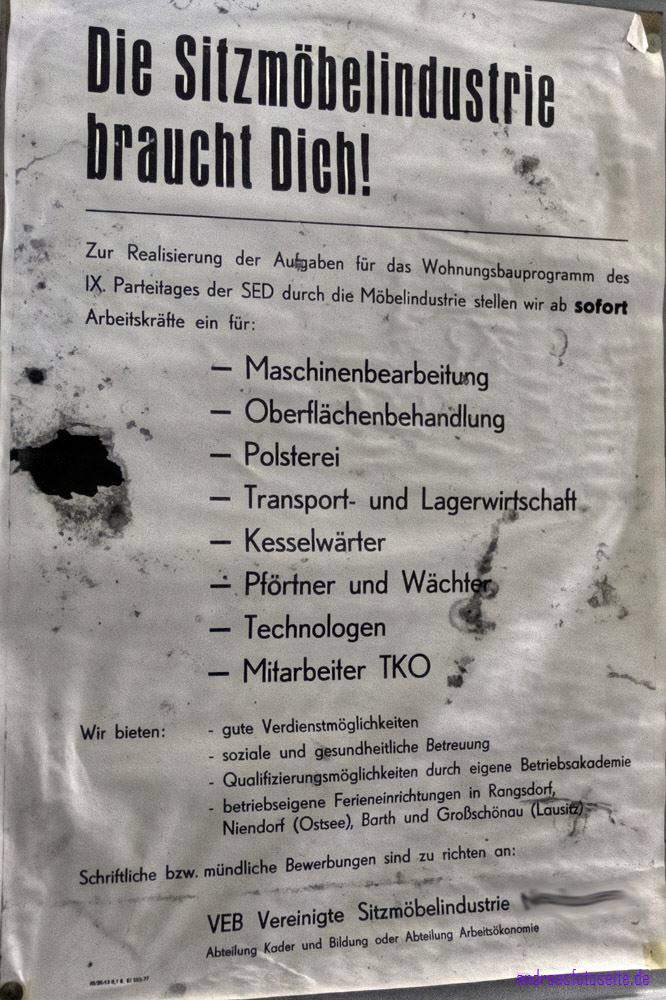 Die Sitzmöbelindustrie
braucht Dich!
Zur Realisierung der Aufgaben für das Wohnungsbauprogramm des
IX. Parteitages der SED durch die Möbelindustrie stellen wir ab sofort
Arbeitskräfte ein für:
— Maschinenbearbeitung
— Oberflächenbehandlung
— Polsterei
— Transport- und Lagerwirtschaft
— Kesselwärter
— Pförtner und Wächter
— Technologen
— Mitarbeiter TKO
Wir bieten: - gute Verdienstmöglichkeiten
- soziale und gesundheitliche Betreuung
- Qualifizierungsmöglichkeiten durch eigene Betriebsakademie
- betriebseigene Ferieneinrichtungen in Rangsdorf,
Niendorf (Ostsee), Barth und Großschönau (Lausitz)
Schriftliche bzw. mündliche Bewerbungen sind zu richten an:
VEB Vereinigte Sitzmöbelindustrie
Abteilung Kader und Bildung oder Abteilung Arbeitsökonomie
andreasfotoseite.de